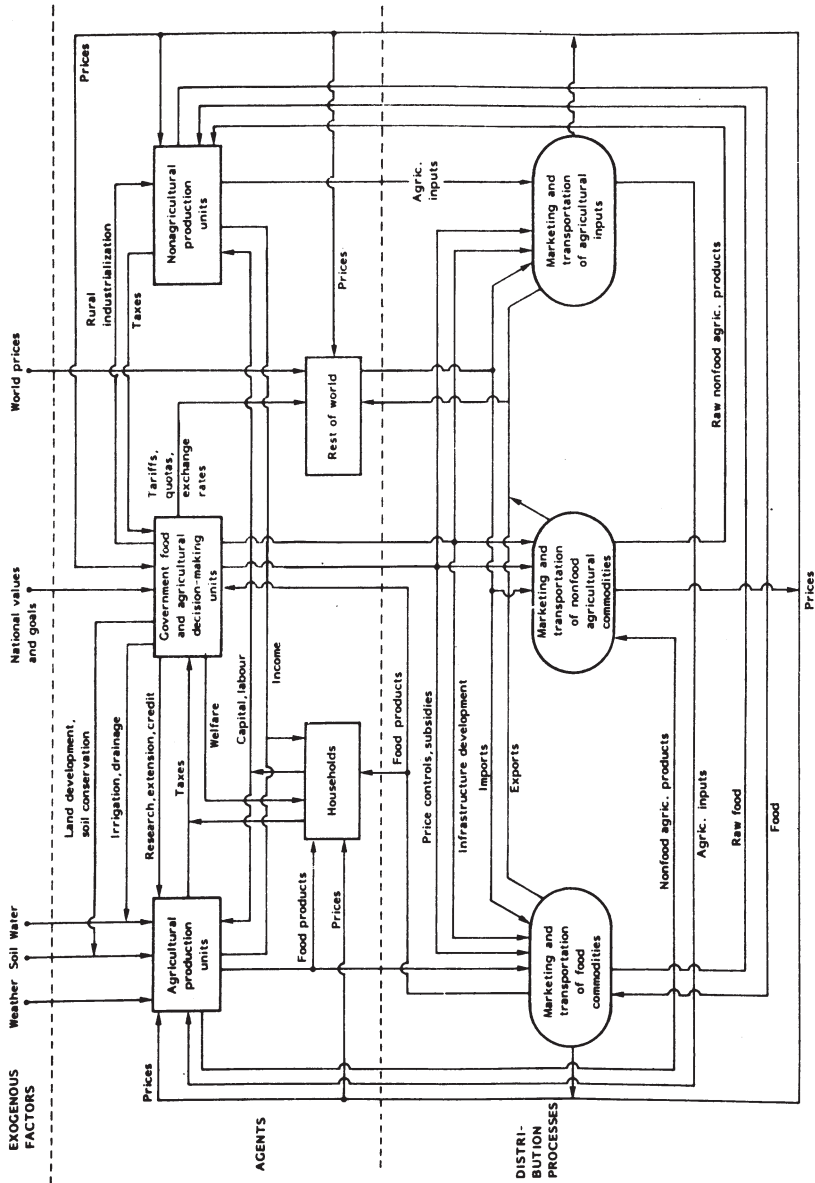 EXOGENOUS
FACTORS
Weather
Soil
Water
National values
and goals
World prices
Land development,
soil conservation
Irrigation, drainage
Research, extension, credit
Rural
industrialization
Taxes
Prices
Prices
Agricultural
production
units
Taxes
Welfare
Government food
and agricultural
decision-making
units
Tariffs,
quotas,
exchange
rates
Nonagricultural
production
units
AGENTS
Capital, labour
Income
Food products
Prices
Households
Rest of world
Prices
Food products
Agric.
inputs
Price controls, subsidies
Infrastructure development
Imports
Exports
DISTRI-
BUTION
PROCESSES
Marketing and
transportation
of food
commodities
Marketing and
transportation
of nonfood
agricultural
commodities
Marketing and
transportation
of agricultural
inputs
Nonfood agric. products
Raw nonfood agric. products
Agric. inputs
Raw food
Food
Prices